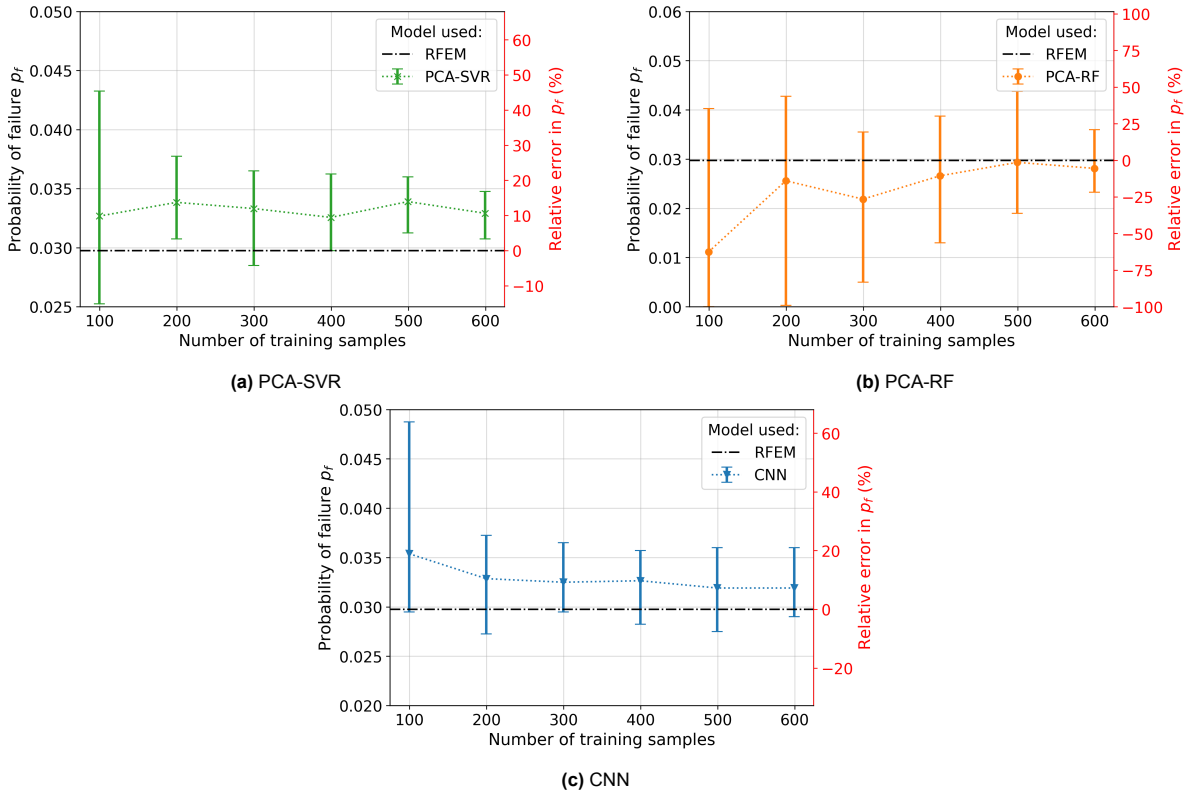 0.050
0.045
0.040
0.035
0.030
0.025
Probability of failure p_f
100 200 300 400 500 600
Number of training samples
60
50
40
30
20
10
0
−10
Relative error in p_f (%)
Model used:
RFEM
PCA-SVR
(a) PCA-SVR
0.06
0.05
0.04
0.03
0.02
0.01
0.00
Probability of failure p_f
100 200 300 400 500 600
Number of training samples
100
75
50
25
0
−25
−50
−75
−100
Relative error in p_f (%)
Model used:
RFEM
PCA-RF
(b) PCA-RF
0.050
0.045
0.040
0.035
0.030
0.025
0.020
Probability of failure p_f
100 200 300 400 500 600
Number of training samples
60
40
20
0
−20
Relative error in p_f (%)
Model used:
RFEM
CNN
(c) CNN